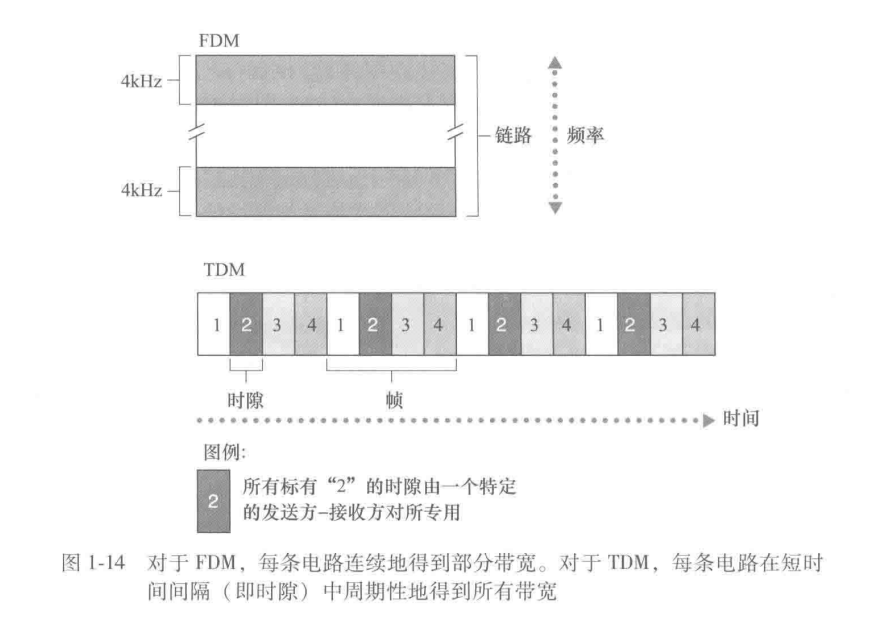 FDM
4kHz
链路
频率
4kHz
TDM
1 2 3 4 1 2 3 4 1 2 3 4 1 2 3 4
时隙
帧
时间
图例:
2
所有标有“2”的时隙由一个特定
的发送方-接收方对所专用
图 1-14 对于 FDM，每条电路连续地得到部分带宽。对于 TDM，每条电路在短时
间间隔（即时隙）中周期性地得到所有带宽